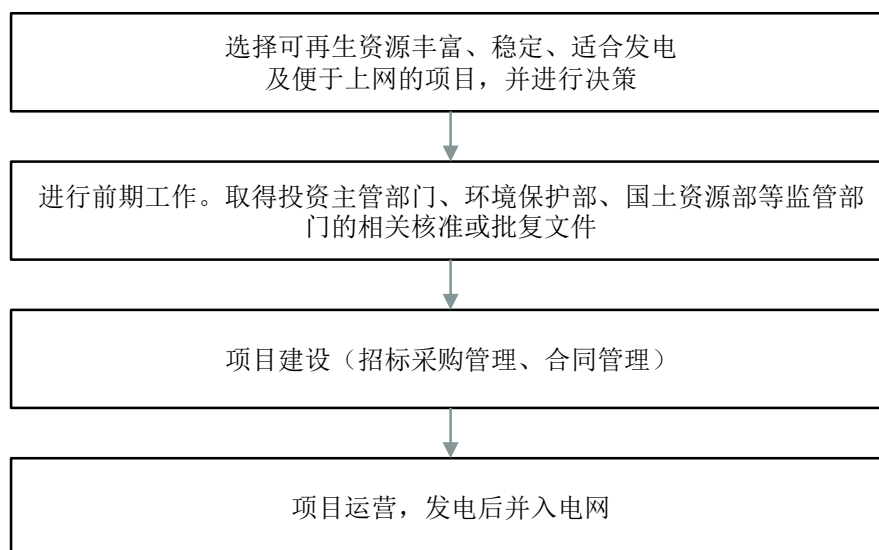 选择可再生资源丰富、稳定、适合发电
及便于上网的项目，并进行决策
进行前期工作。取得投资主管部门、环境保护部、国土资源部等监管部
门的相关核准或批复文件
项目建设（招标采购管理、合同管理）
项目运营，发电后并入电网